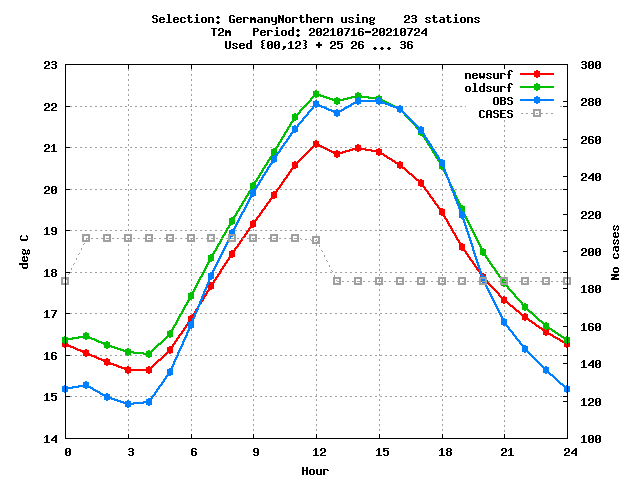 Selection: GermanyNorthern using    23 stations
T2m   Period: 20210716-20210724
Used {00,12} + 25 26 ... 36
newsurf
oldsurf
OBS
CASES
deg C
23
22
21
20
19
18
17
16
15
14
300
280
260
240
220
200
180
160
140
120
100
No cases
0 3 6 9 12 15 18 21 24
Hour